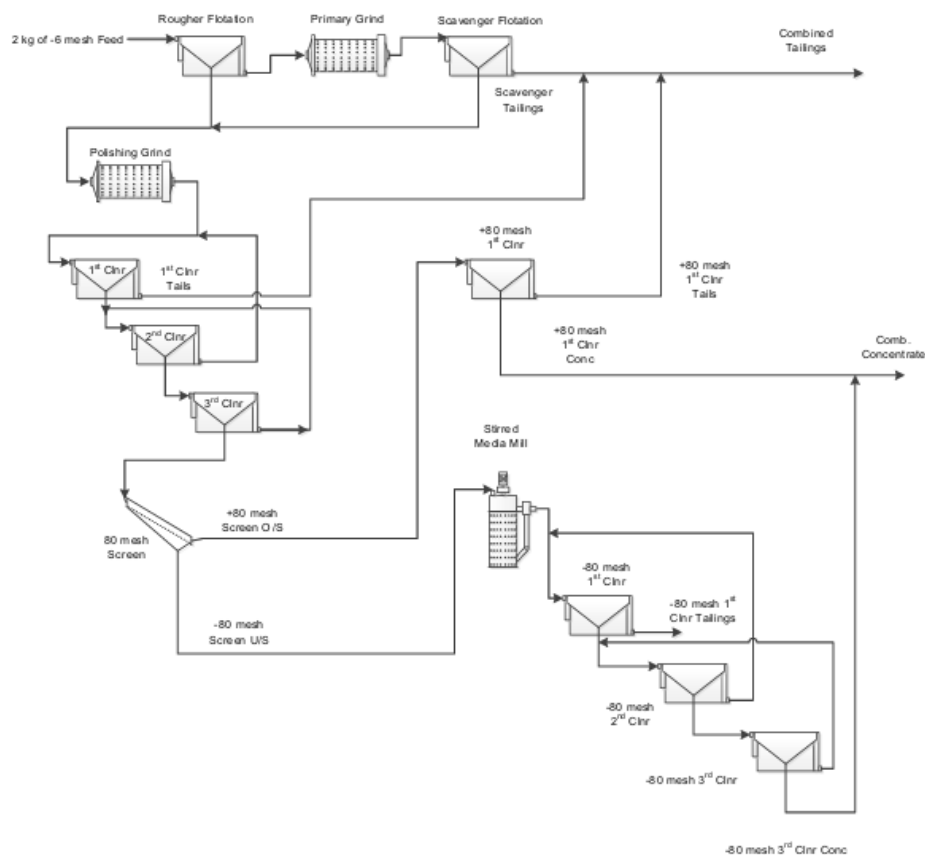 Rougher Flotation
Primary Grind
Scavenger Flotation
2 kg of -6 mesh Feed
Combined
Tailings
Scavenger
Tailings
Polishing Grind
1st Clnr
1st Clnr
Tails
2nd Clnr
3rd Clnr
+80 mesh
1st Clnr
+80 mesh
1st Clnr
Tails
+80 mesh
1st Clnr
Conc
Comb.
Concentrate
80 mesh
Screen
+80 mesh
Screen O/S
-80 mesh
Screen U/S
Stirred
Media Mill
-80 mesh
1st Clnr
-80 mesh 1st
Clnr Tailings
-80 mesh
2nd Clnr
-80 mesh 3rd Clnr
-80 mesh 3rd Clnr Conc